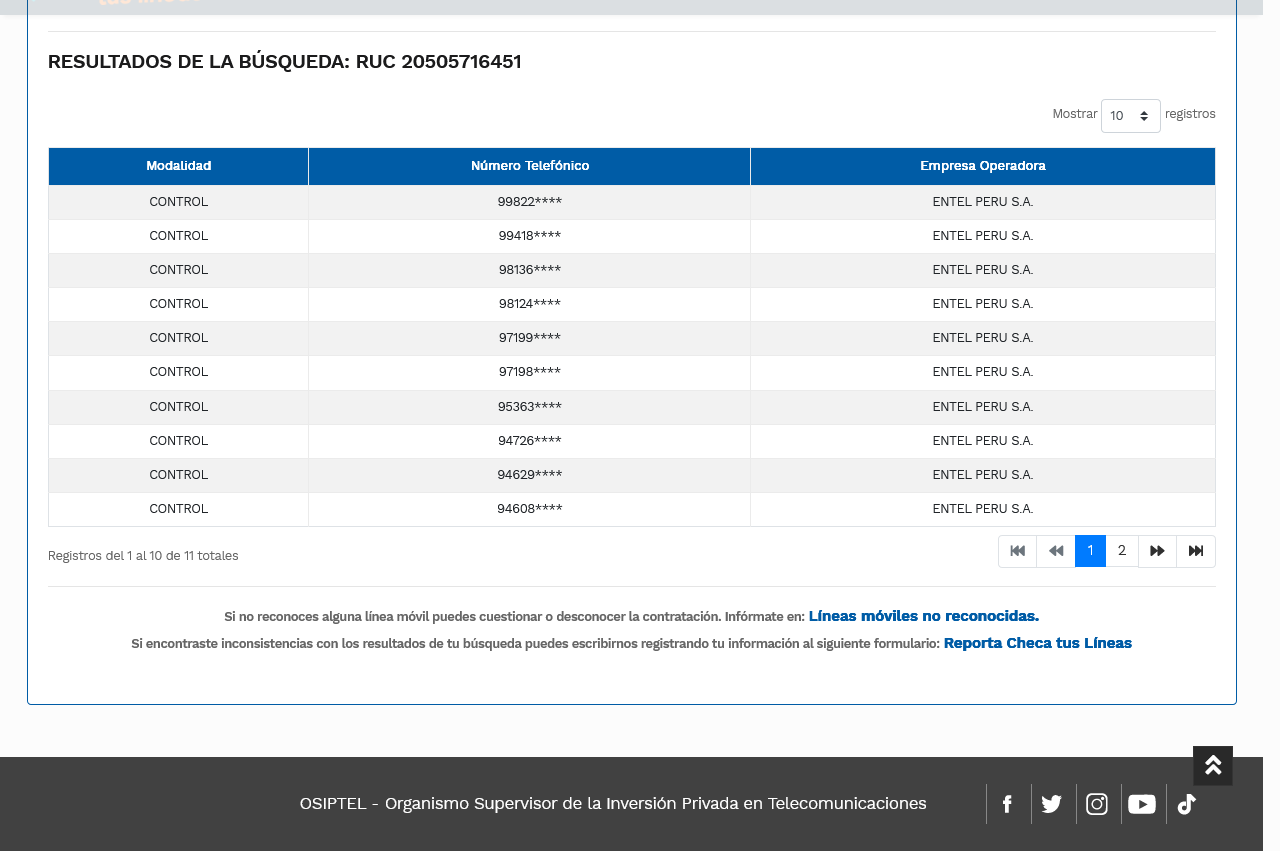 RESULTADOS DE LA BÚSQUEDA: RUC 20505716451
Mostrar 10 registros
Modalidad Número Telefónico Empresa Operadora
CONTROL 99822**** ENTEL PERU S.A.
CONTROL 99418**** ENTEL PERU S.A.
CONTROL 98136**** ENTEL PERU S.A.
CONTROL 98124**** ENTEL PERU S.A.
CONTROL 97199**** ENTEL PERU S.A.
CONTROL 97198**** ENTEL PERU S.A.
CONTROL 95363**** ENTEL PERU S.A.
CONTROL 94726**** ENTEL PERU S.A.
CONTROL 94629**** ENTEL PERU S.A.
CONTROL 94608**** ENTEL PERU S.A.
Registros del 1 al 10 de 11 totales 1 2
Si no reconoces alguna línea móvil puedes cuestionar o desconocer la contratación. Infórmate en: Líneas móviles no reconocidas.
Si encontraste inconsistencias con los resultados de tu búsqueda puedes escribirnos registrando tu información al siguiente formulario: Reporta Checa tus Líneas
OSIPTEL - Organismo Supervisor de la Inversión Privada en Telecomunicaciones